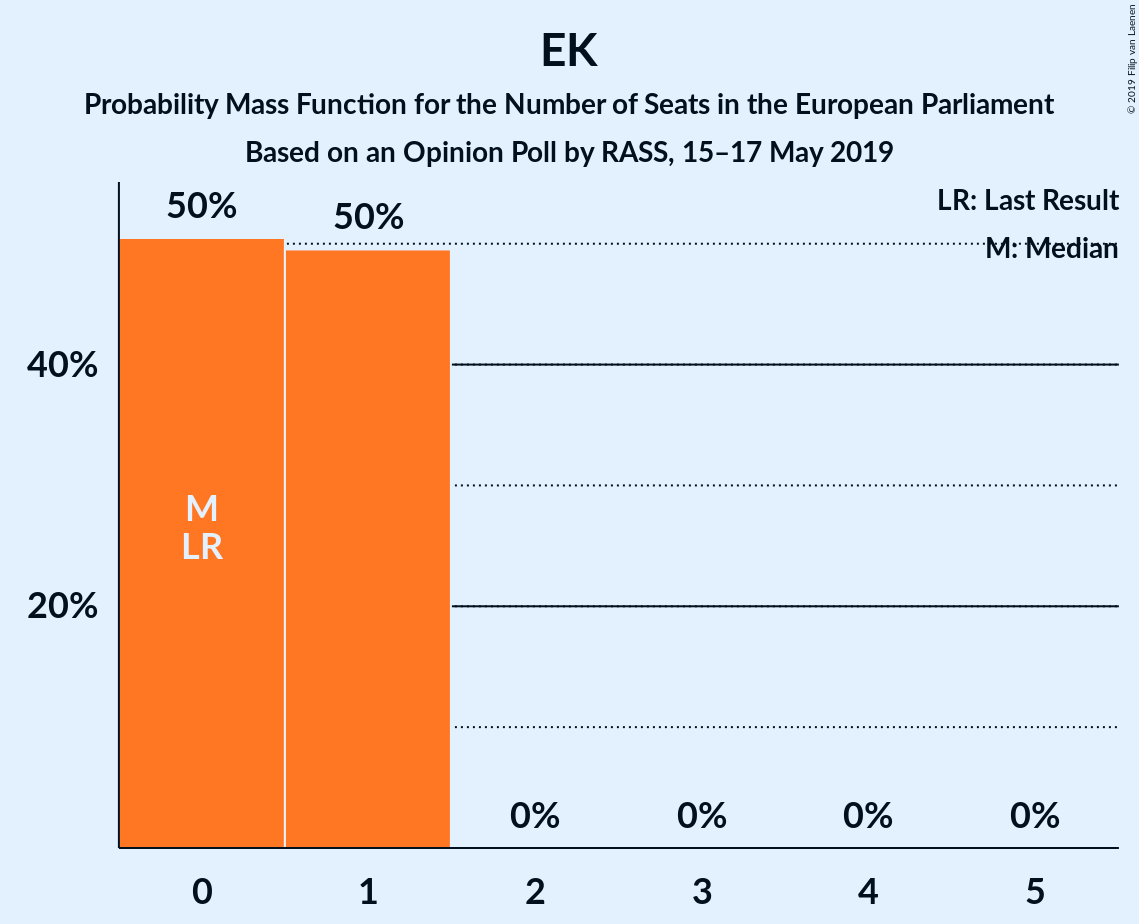 EK
Probability Mass Function for the Number of Seats in the European Parliament
Based on an Opinion Poll by RASS, 15–17 May 2019
© 2019 Filip van Laenen
LR: Last Result
M: Median
50%
50%
40%
20%
M
LR
0%
0%
0%
0%
0
1
2
3
4
5